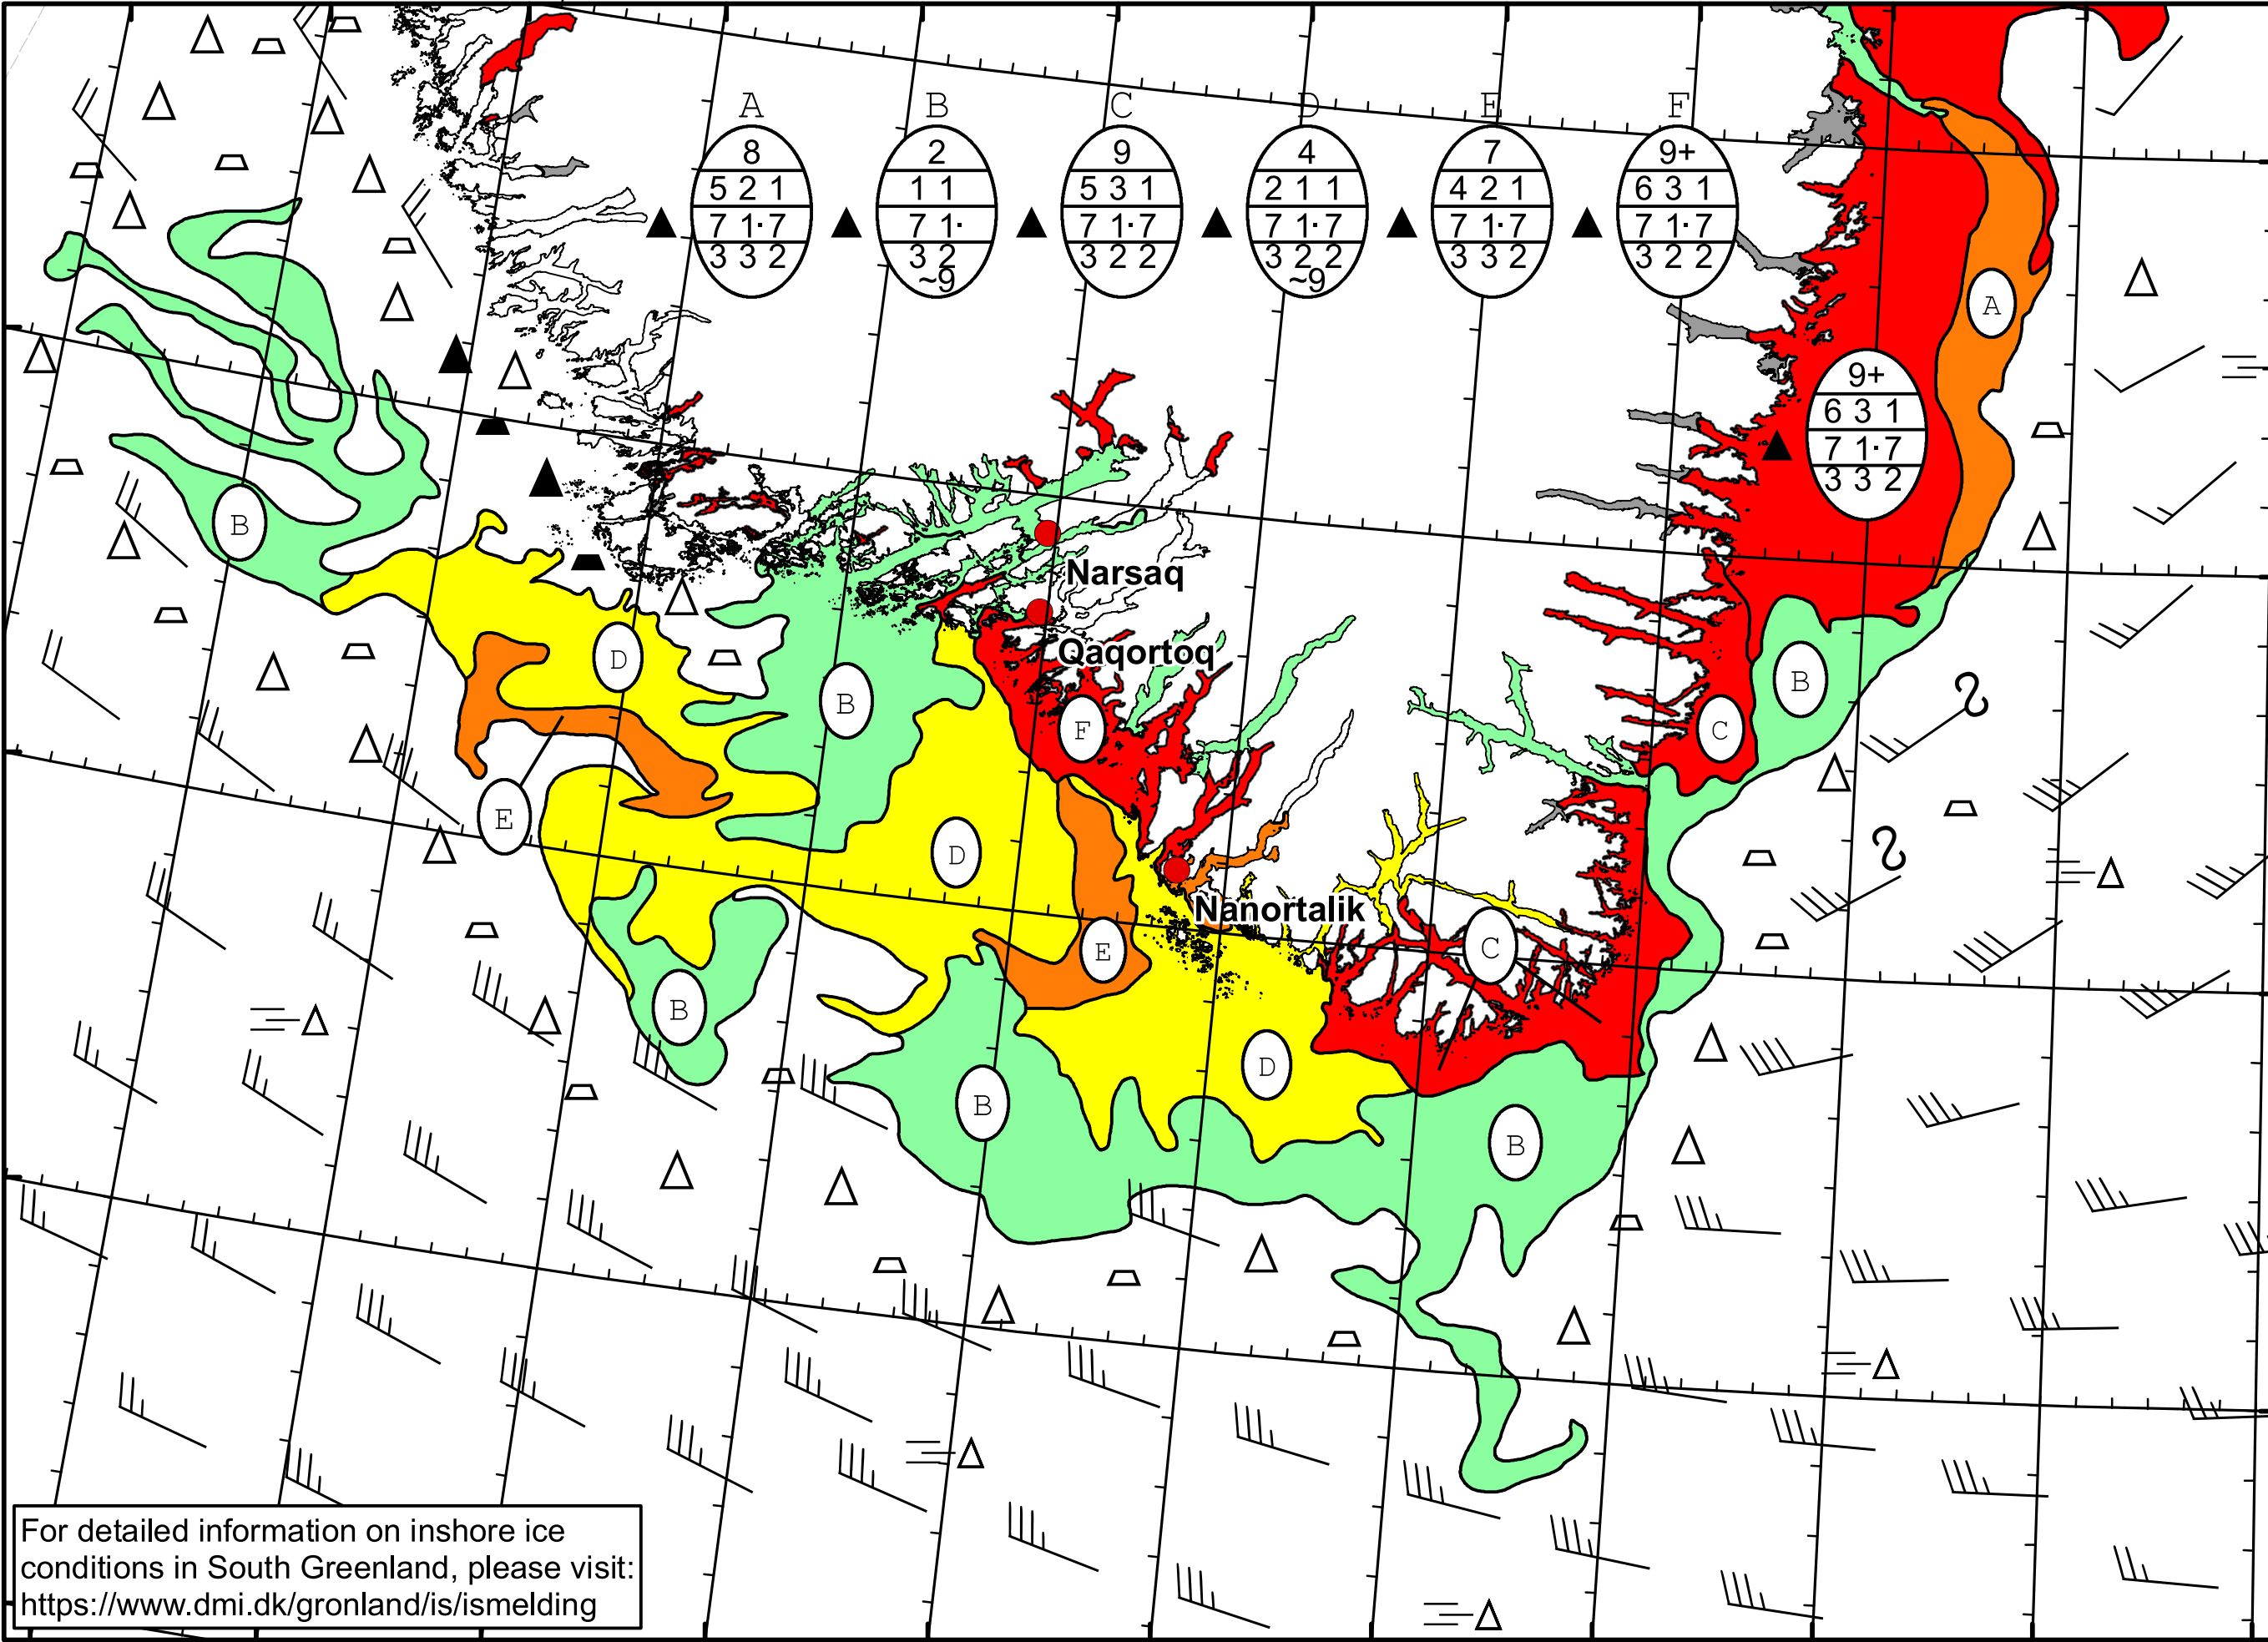 A B C D E F
8 2 9 4 7 9+
5 2 1 1 1 5 3 1 2 1 1 4 2 1 6 3 1
7 1·7 7 1· 7 1·7 7 1·7 7 1·7 7 1·7
3 3 2 3 2 3 2 2 3 2 2 3 3 2 3 2 2
~9 ~9
A
9+
6 3 1
7 1·7
3 3 2
B
Narsaq
Qaqortoq
D
B
B
F
C
E
D
Nanortalik
C
E
B
D
B
B
For detailed information on inshore ice
conditions in South Greenland, please visit:
https://www.dmi.dk/gronland/is/ismelding